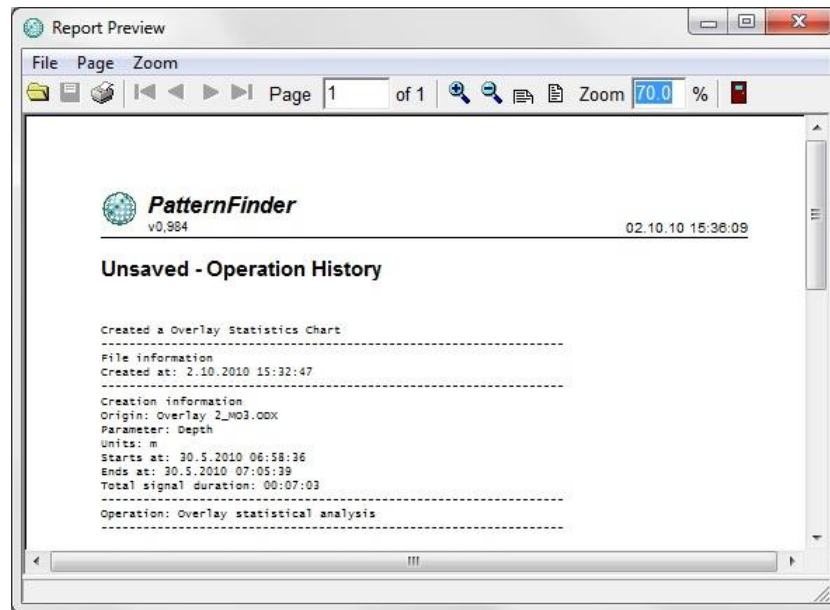 Report Preview
File Page Zoom
Page 1 of 1 Zoom 70.0 %
PatternFinder
v0,984
02.10.10 15:36:09
Unsaved - Operation History
Created a Overlay Statistics Chart
----------------------------------------------------------------------
File information
Created at: 2.10.2010 15:32:47
----------------------------------------------------------------------
Creation information
Origin: Overlay 2_MO3.ODX
Parameter: Depth
Units: m
Starts at: 30.5.2010 06:58:36
Ends at: 30.5.2010 07:05:39
Total signal duration: 00:07:03
----------------------------------------------------------------------
Operation: Overlay statistical analysis
----------------------------------------------------------------------